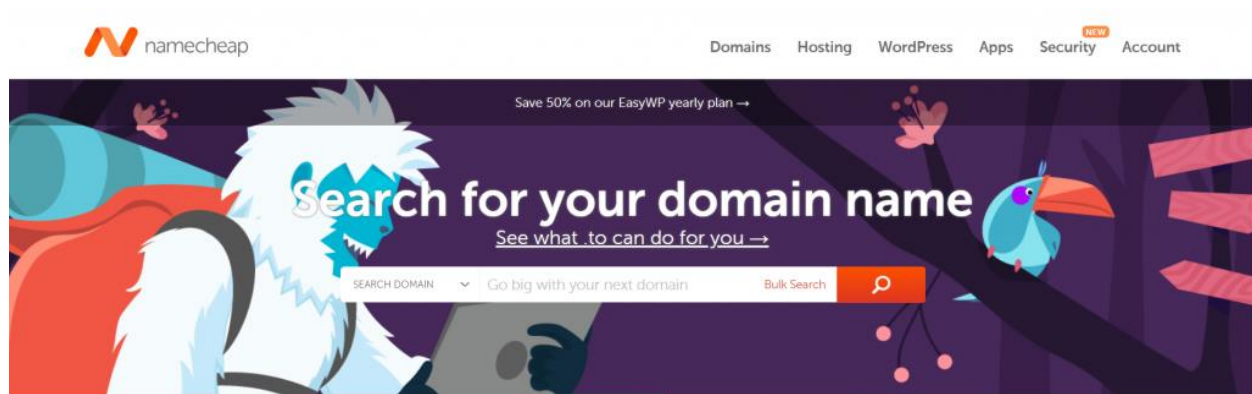 namecheap
Domains Hosting WordPress Apps Security NEW Account
Save 50% on our EasyWP yearly plan →
Search for your domain name
See what .to can do for you →
SEARCH DOMAIN Go big with your next domain Bulk Search